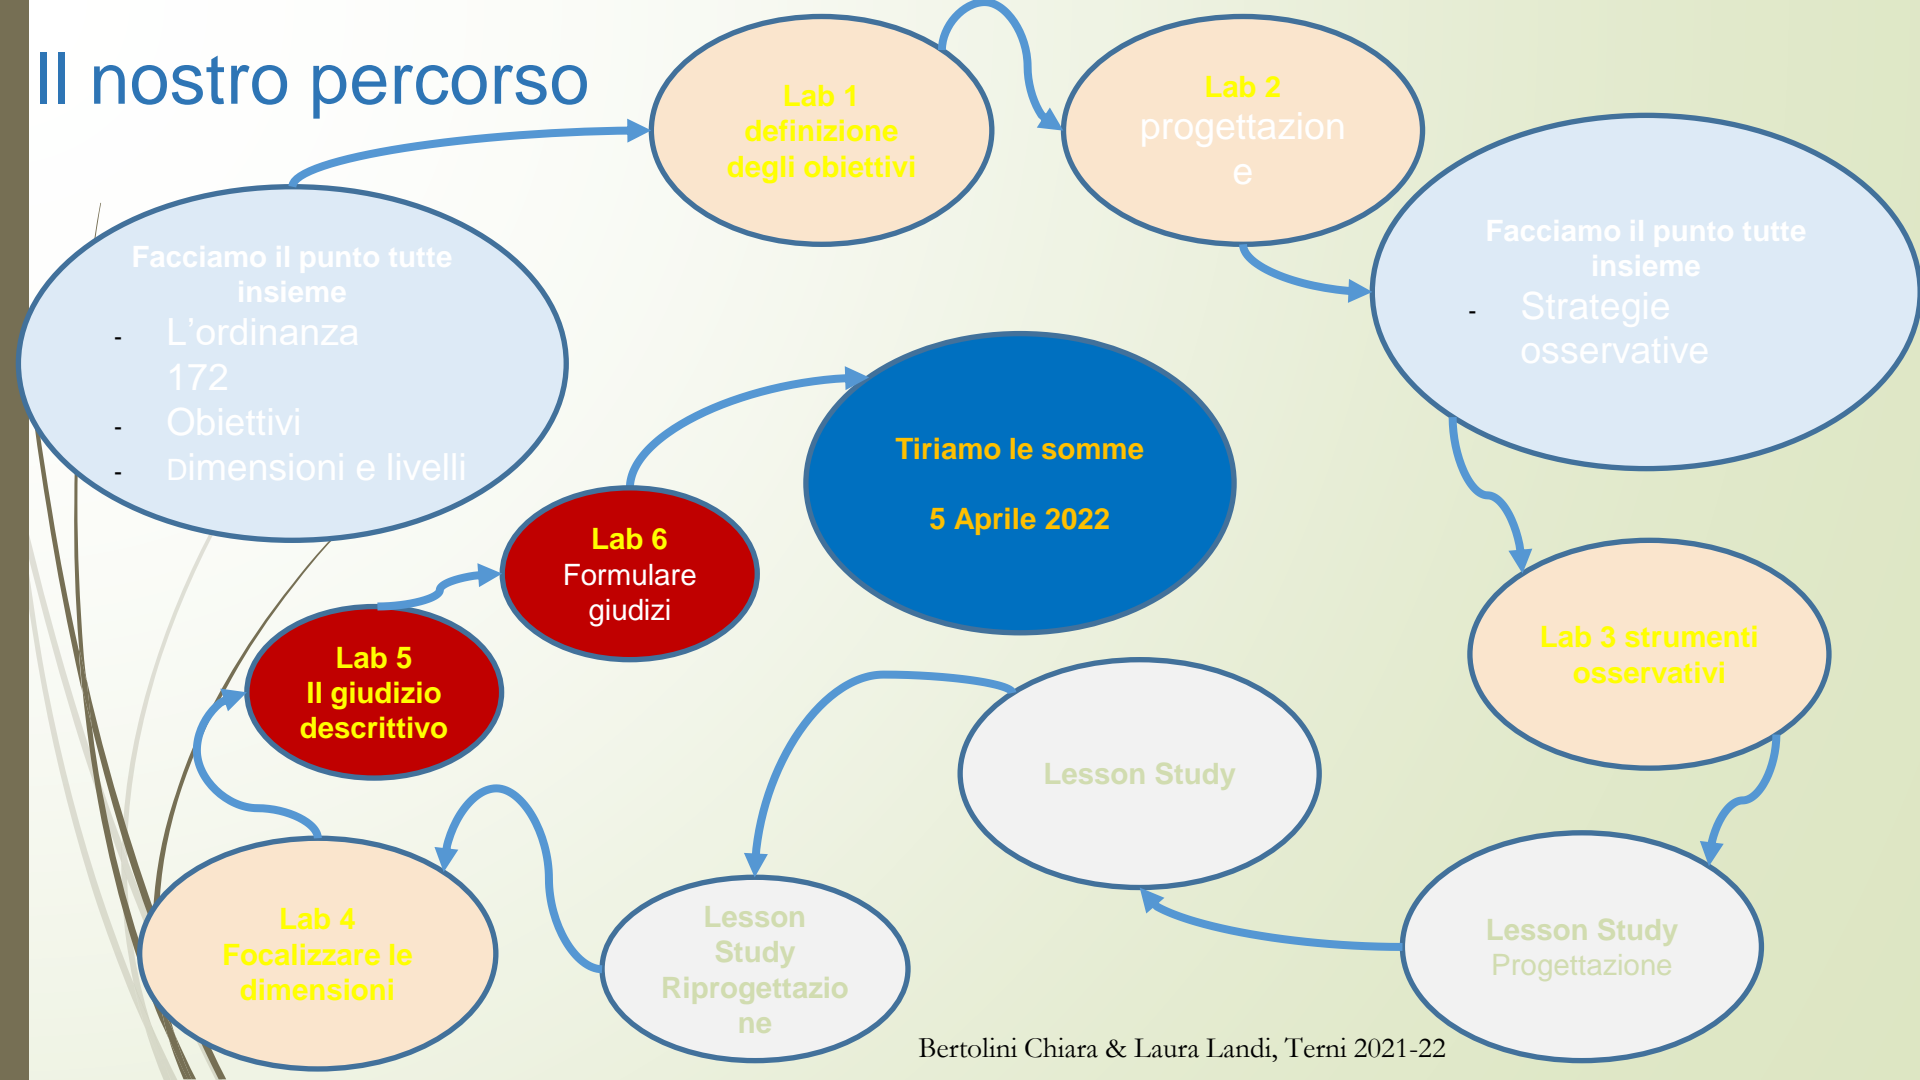 Il nostro percorso
Facciamo il punto tutte
insieme
- L’ordinanza
172
- Obiettivi
- Dimensioni e livelli
Lab 1
definizione
degli obiettivi
Lab 2
progettazion
e
Facciamo il punto tutte
insieme
- Strategie
osservative
Lab 3 strumenti
osservativi
Lesson Study
Progettazione
Lesson Study
Lesson
Study
Riprogettazio
ne
Lab 4
Focalizzare le
dimensioni
Lab 5
Il giudizio
descrittivo
Lab 6
Formulare
giudizi
Tiriamo le somme
5 Aprile 2022
Bertolini Chiara & Laura Landi, Terni 2021-22